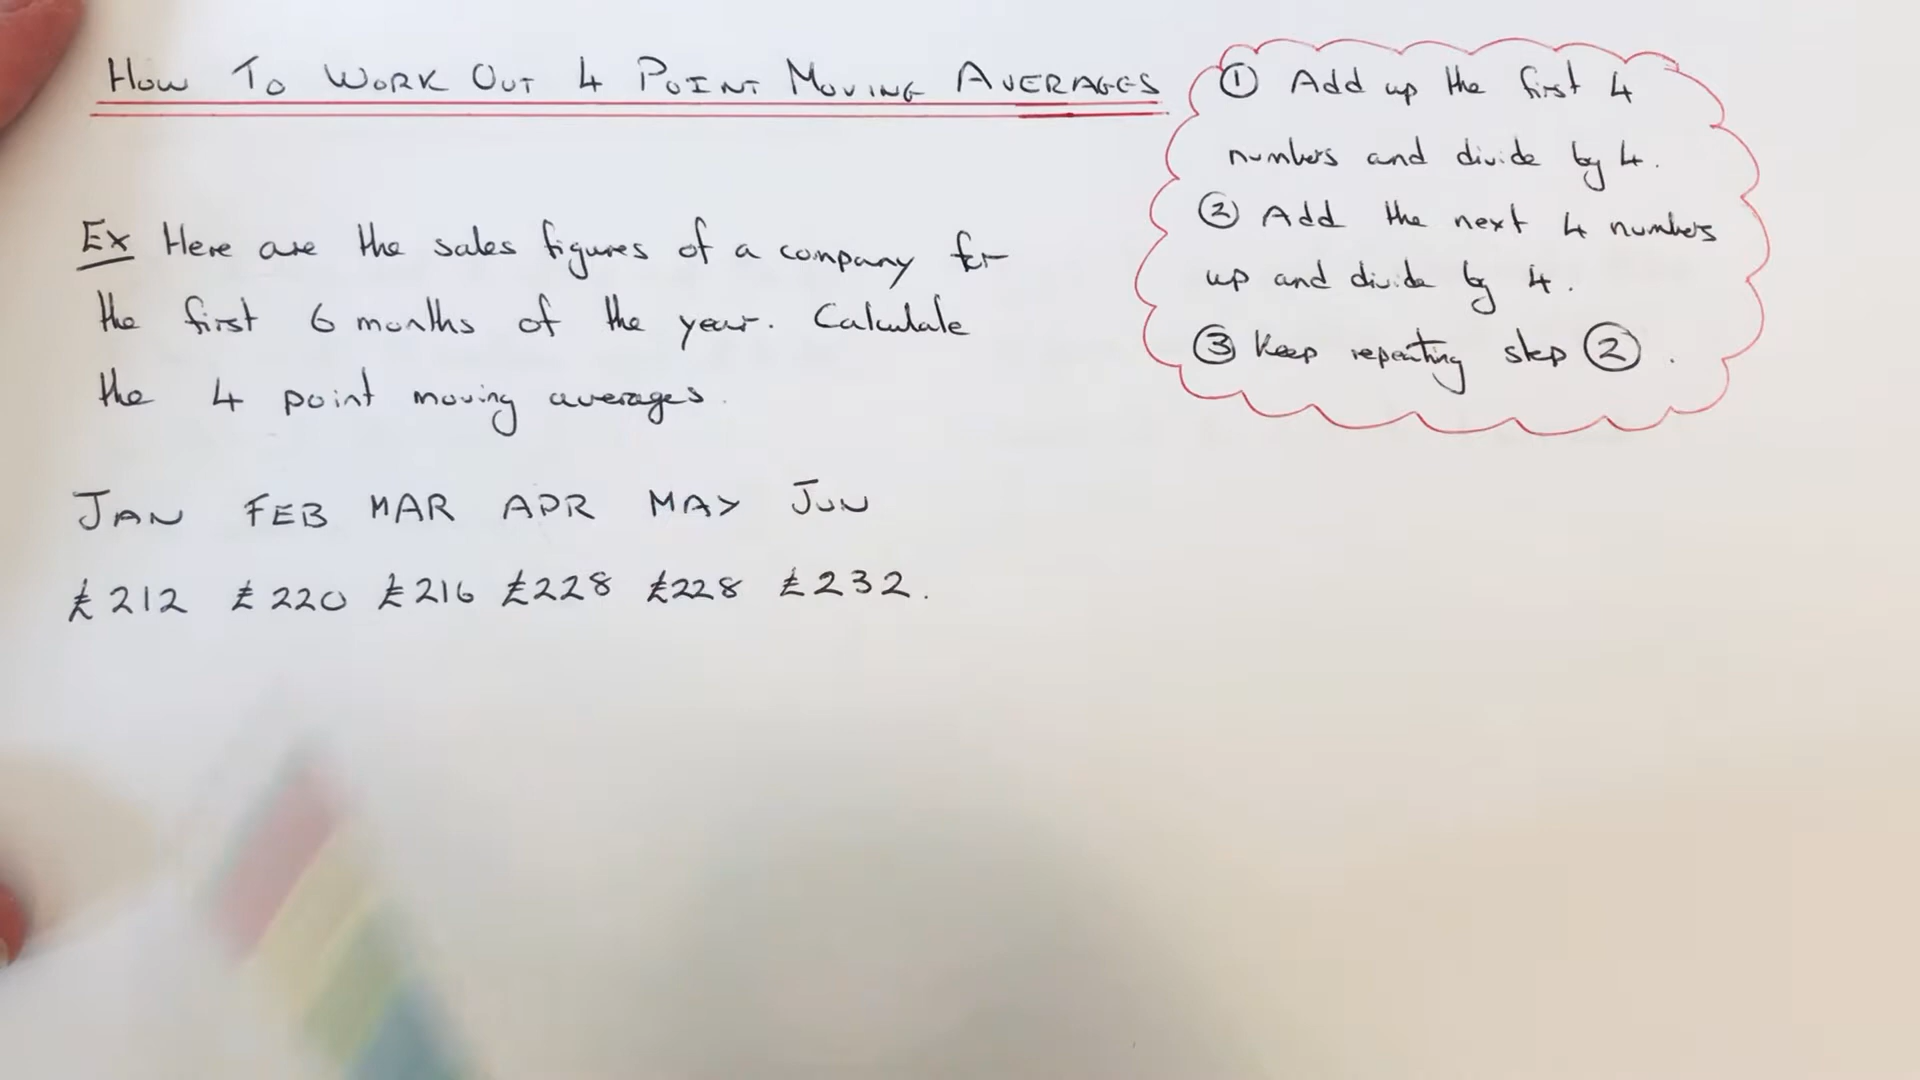 How To Work Out 4 Point Moving Averages
Ex Here are the sales figures of a company for
the first 6 months of the year. Calculate
the 4 point moving averages.
JAN FEB MAR APR MAY JUN
£212 £220 £216 £228 £228 £232.
① Add up the first 4
numbers and divide by 4.
② Add the next 4 numbers
up and divide by 4.
③ Keep repeating step ②.